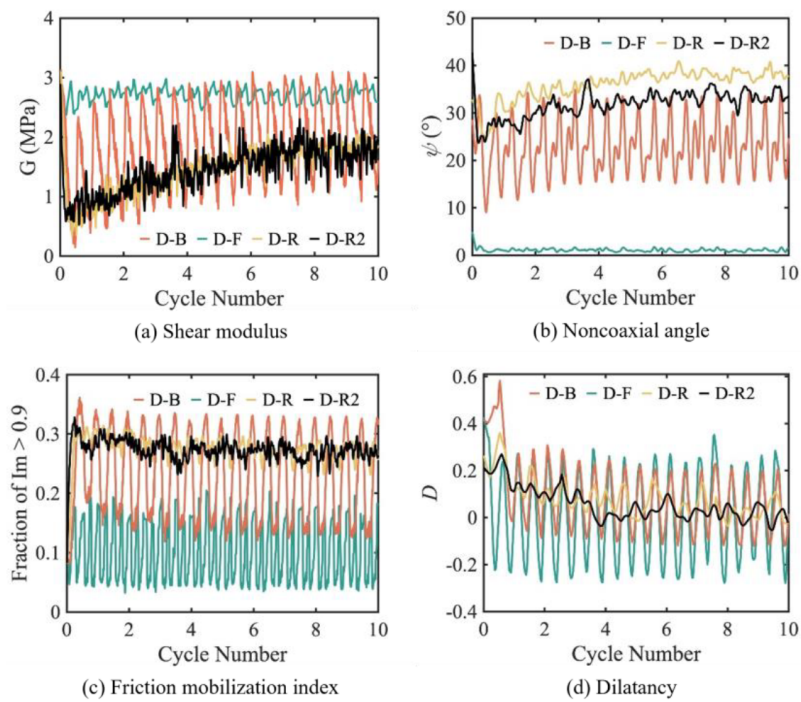 4
3
2
1
0
G (MPa)
D-B D-F D-R D-R2
0 2 4 6 8 10
Cycle Number
(a) Shear modulus
50
40
30
20
10
0
ψ (°)
D-B D-F D-R D-R2
0 2 4 6 8 10
Cycle Number
(b) Noncoaxial angle
0.4
0.3
0.2
0.1
0
Fraction of Im > 0.9
D-B D-F D-R D-R2
0 2 4 6 8 10
Cycle Number
(c) Friction mobilization index
0.6
0.4
0.2
0
-0.2
-0.4
D
D-B D-F D-R D-R2
0 2 4 6 8 10
Cycle Number
(d) Dilatancy